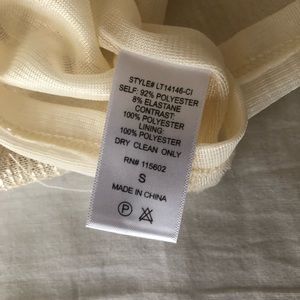 STYLE# LT14146-CI
SELF: 92% POLYESTER
8% ELASTANE
CONTRAST:
100% POLYESTER
LINING:
100% POLYESTER
DRY CLEAN ONLY
RN# 115602
S
MADE IN CHINA
P